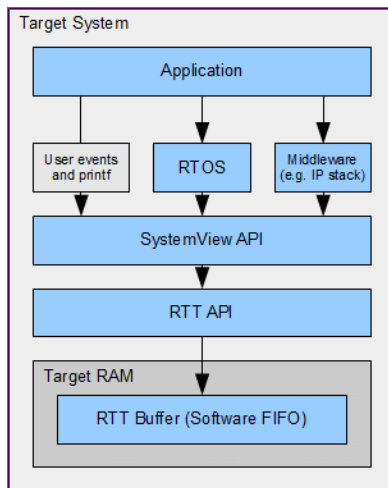 Target System
Application
User events
and printf
RTOS
Middleware
(e.g. IP stack)
SystemView API
RTT API
Target RAM
RTT Buffer (Software FIFO)